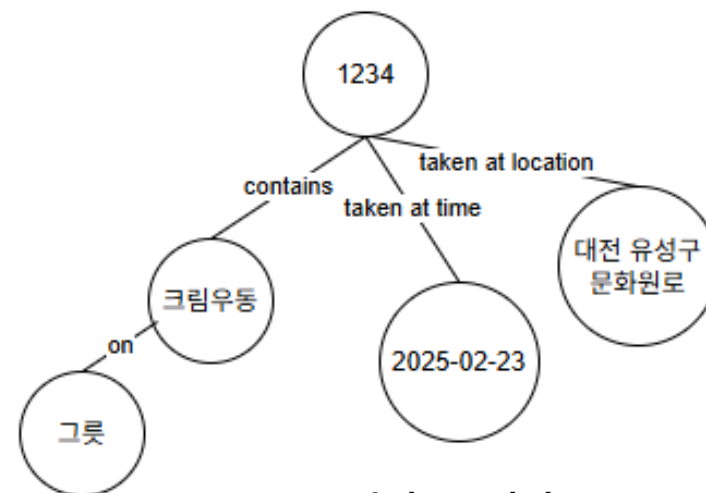 1234
taken at location
contains
taken at time
대전 유성구
문화원로
크림우동
on
2025-02-23
그릇